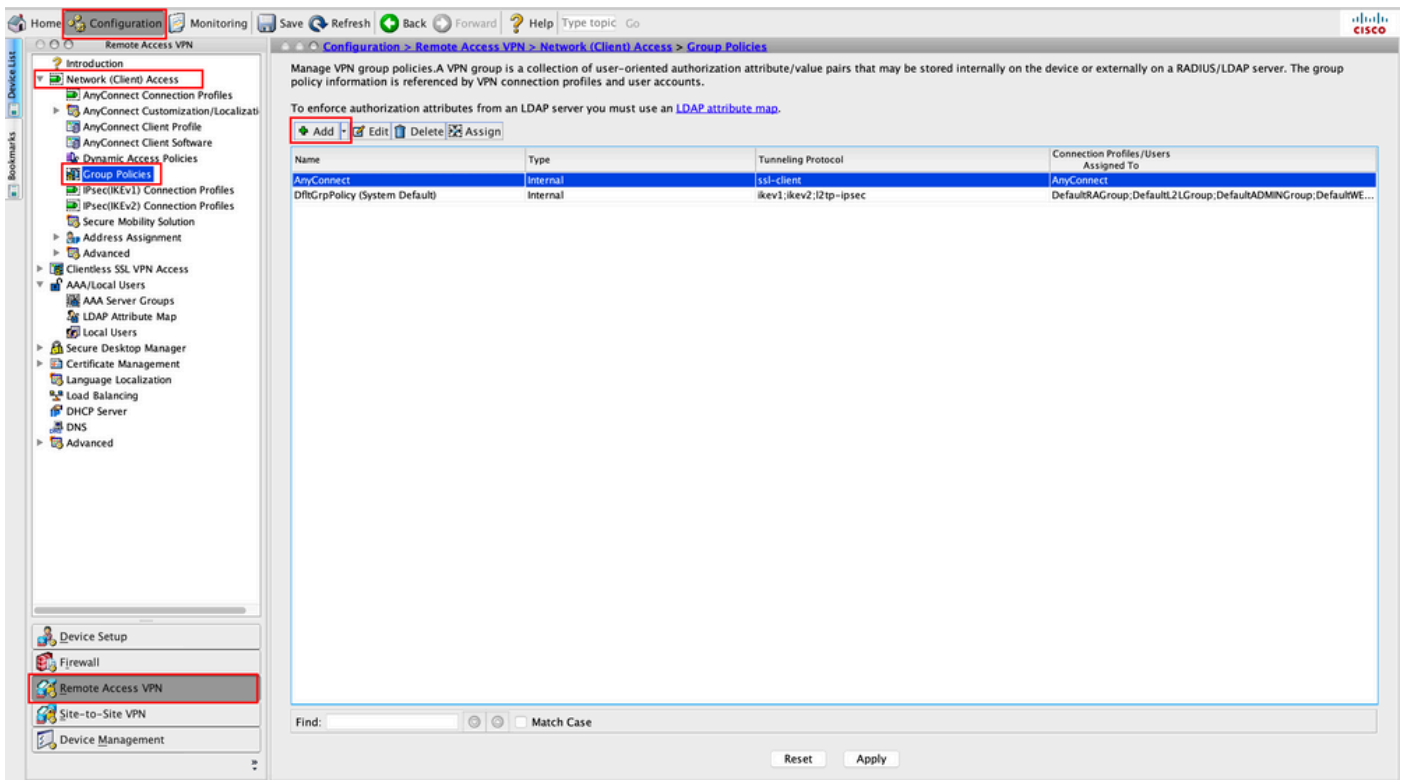 Home Configuration Monitoring Save Refresh Back Forward Help Type topic Go
CISCO
Device List
Bookmarks
Remote Access VPN
Introduction
Network (Client) Access
AnyConnect Connection Profiles
AnyConnect Customization/Localizati
AnyConnect Client Profile
AnyConnect Client Software
Dynamic Access Policies
Group Policies
IPsec(IKEv1) Connection Profiles
IPsec(IKEv2) Connection Profiles
Secure Mobility Solution
Address Assignment
Advanced
Clientless SSL VPN Access
AAA/Local Users
AAA Server Groups
LDAP Attribute Map
Local Users
Secure Desktop Manager
Certificate Management
Language Localization
Load Balancing
DHCP Server
DNS
Advanced
Device Setup
Firewall
Remote Access VPN
Site-to-Site VPN
Device Management
Configuration > Remote Access VPN > Network (Client) Access > Group Policies
Manage VPN group policies.A VPN group is a collection of user-oriented authorization attribute/value pairs that may be stored internally on the device or externally on a RADIUS/LDAP server. The group
policy information is referenced by VPN connection profiles and user accounts.
To enforce authorization attributes from an LDAP server you must use an LDAP attribute map.
Add Edit Delete Assign
Name Type Tunneling Protocol Connection Profiles/Users
Assigned To
AnyConnect Internal ssl-client AnyConnect
DfltGrpPolicy (System Default) Internal ikev1;ikev2;l2tp-ipsec DefaultRAGroup;DefaultL2LGroup;DefaultADMINGroup;DefaultWE...
Find: Match Case
Reset Apply